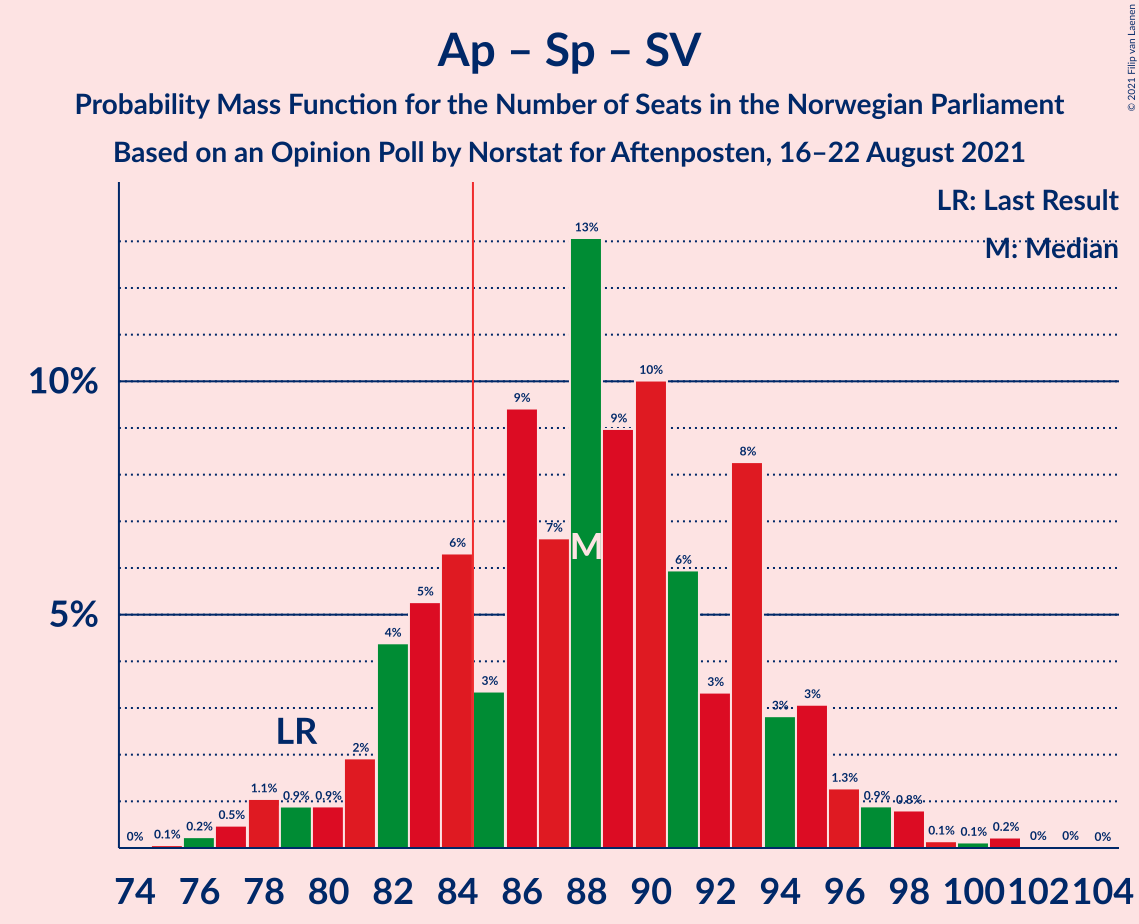 Ap – Sp – SV
Probability Mass Function for the Number of Seats in the Norwegian Parliament
Based on an Opinion Poll by Norstat for Aftenposten, 16–22 August 2021
© 2021 Filip van Laenen
LR: Last Result
M: Median
10%
5%
LR
M
0% 0.1% 0.2% 0.5% 1.1% 0.9% 0.9% 2% 4% 5% 6% 3% 9% 7% 13% 9% 10% 6% 3% 8% 3% 3% 1.3% 0.9% 0.8% 0.1% 0.1% 0.2% 0% 0% 0%
74 76 78 80 82 84 86 88 90 92 94 96 98 100 102 104